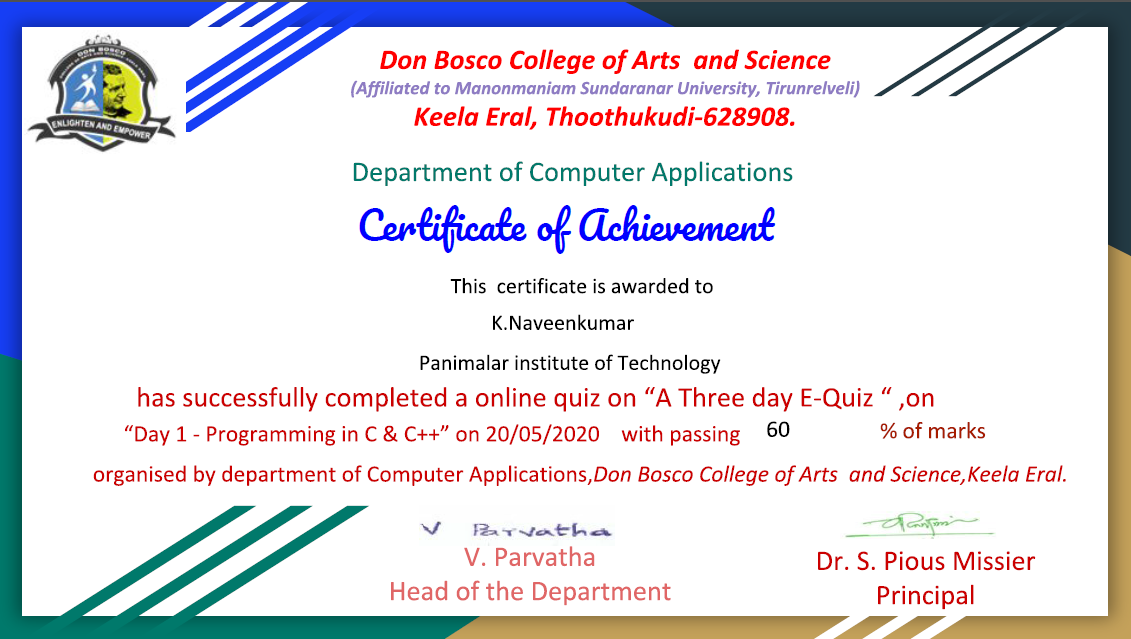 DON BOSCO
ENLIGHTEN AND EMPOWER
Don Bosco College of Arts and Science
(Affiliated to Manonmaniam Sundaranar University, Tirunrelveli)
Keela Eral, Thoothukudi-628908.
Department of Computer Applications
Certificate of Achievement
This certificate is awarded to
K.Naveenkumar
Panimalar institute of Technology
has successfully completed a online quiz on “A Three day E-Quiz “ ,on
“Day 1 - Programming in C & C++” on 20/05/2020 with passing 60 % of marks
organised by department of Computer Applications,Don Bosco College of Arts and Science,Keela Eral.
V Parvatha
V. Parvatha
Head of the Department
Dr. S. Pious Missier
Principal